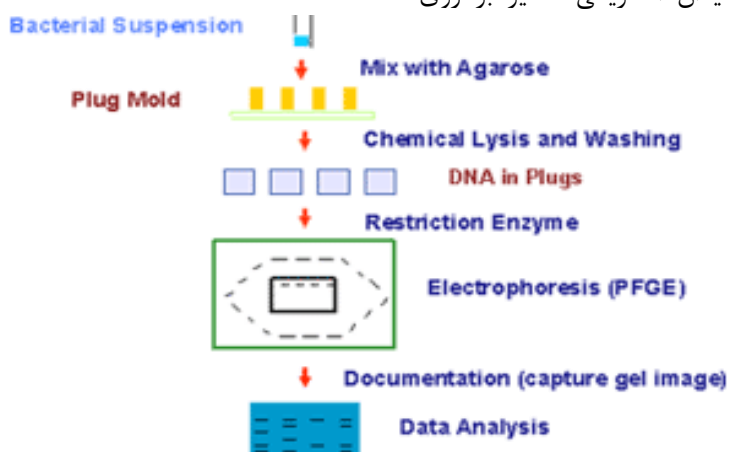 Bacterial Suspension
Mix with Agarose
Plug Mold
Chemical Lysis and Washing
DNA in Plugs
Restriction Enzyme
Electrophoresis (PFGE)
Documentation (capture gel image)
Data Analysis